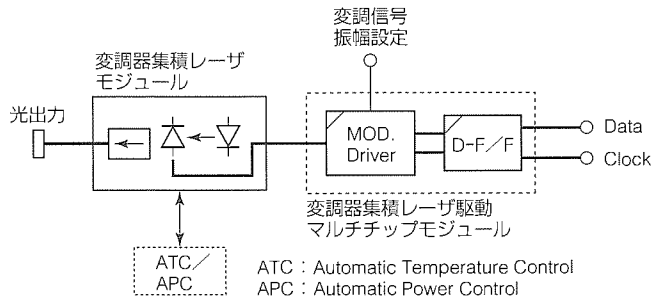 変調信号
振幅設定
変調器集積レーザ
モジュール
光出力
MOD.
Driver
D-F/F
Data
Clock
変調器集積レーザ駆動
マルチチップモジュール
ATC/
APC
ATC:Automatic Temperature Control
APC:Automatic Power Control